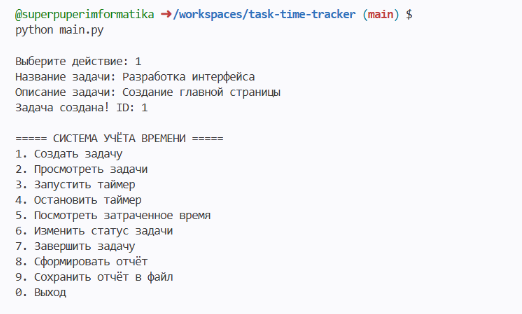 @superpuperinformatika ➜/workspaces/task-time-tracker (main) $
python main.py
Выберите действие: 1
Название задачи: Разработка интерфейса
Описание задачи: Создание главной страницы
Задача создана! ID: 1
===== СИСТЕМА УЧЁТА ВРЕМЕНИ =====
1. Создать задачу
2. Просмотреть задачи
3. Запустить таймер
4. Остановить таймер
5. Посмотреть затраченное время
6. Изменить статус задачи
7. Завершить задачу
8. Сформировать отчёт
9. Сохранить отчёт в файл
0. Выход